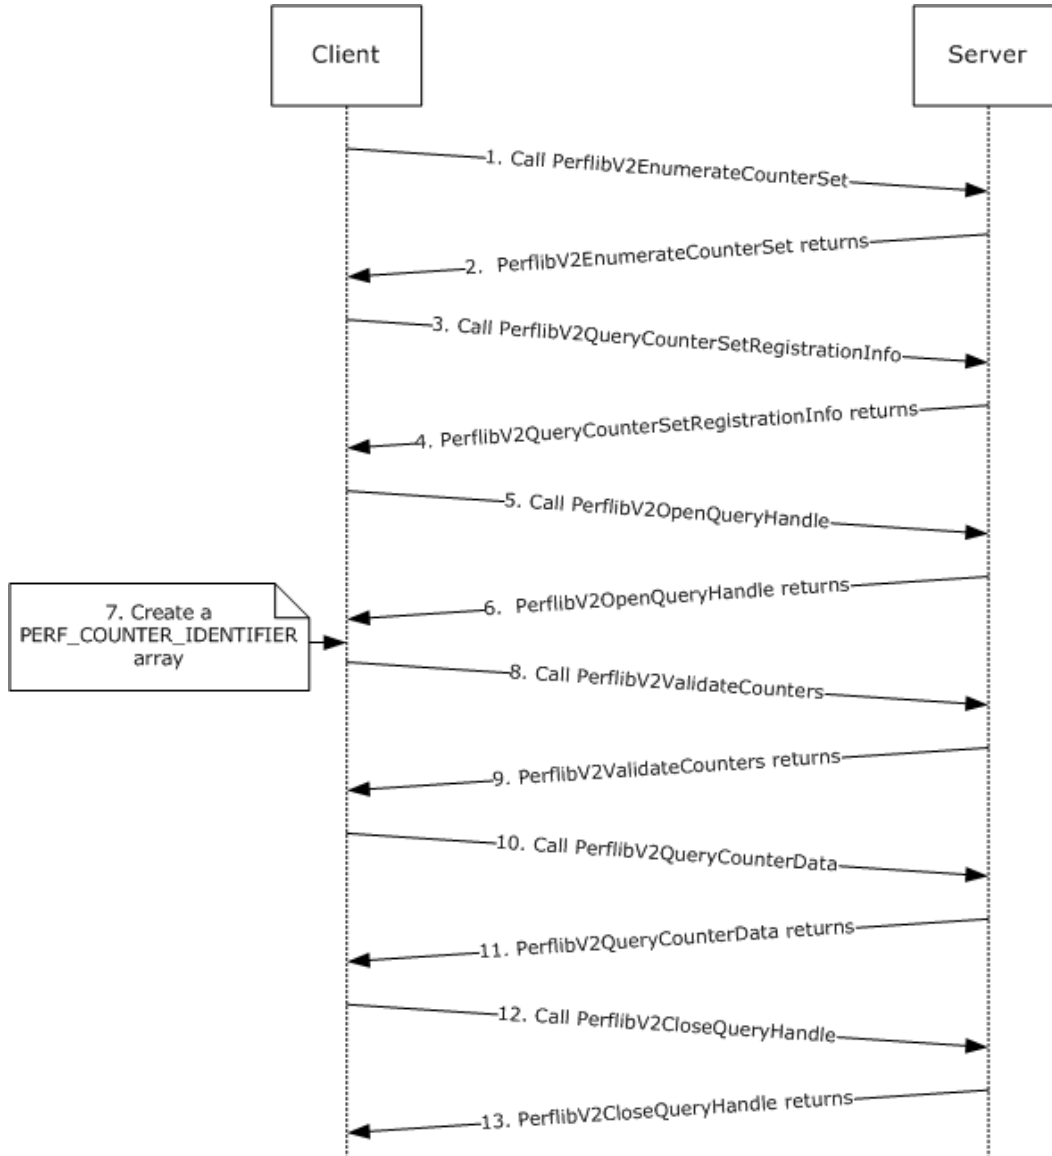 Client
Server
1. Call PerflibV2EnumerateCounterSet
2. PerflibV2EnumerateCounterSet returns
3. Call PerflibV2QueryCounterSetRegistrationInfo
4. PerflibV2QueryCounterSetRegistrationInfo returns
5. Call PerflibV2OpenQueryHandle
6. PerflibV2OpenQueryHandle returns
7. Create a
PERF_COUNTER_IDENTIFIER
array
8. Call PerflibV2ValidateCounters
9. PerflibV2ValidateCounters returns
10. Call PerflibV2QueryCounterData
11. PerflibV2QueryCounterData returns
12. Call PerflibV2CloseQueryHandle
13. PerflibV2CloseQueryHandle returns